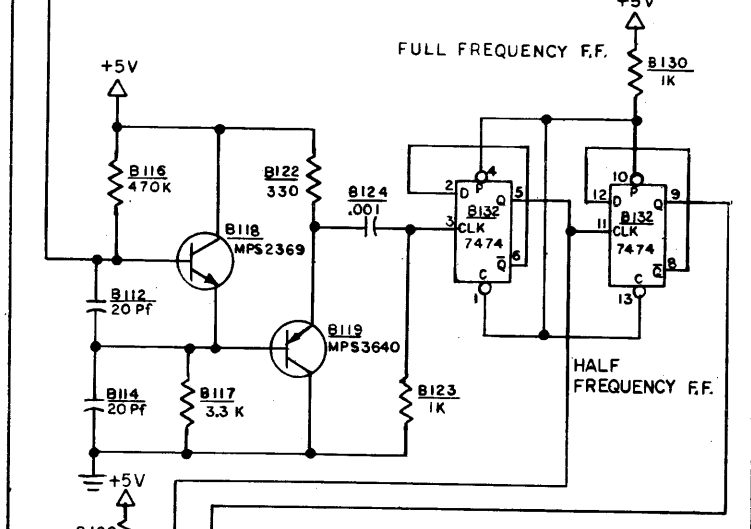 +5V
FULL FREQUENCY F.F.
B130
1K
+5V
B116
470K
B122
330
B124
.001
B118
MPS2369
B112
20 Pf
B119
MPS3640
B114
20 Pf
B117
3.3 K
B123
1K
4
P
2
D
Q
5
B132
3
CLK
7474
Q
6
C
1
10
P
12
D
Q
9
B132
11
CLK
7474
Q
8
C
13
HALF
FREQUENCY F.F.
+5V